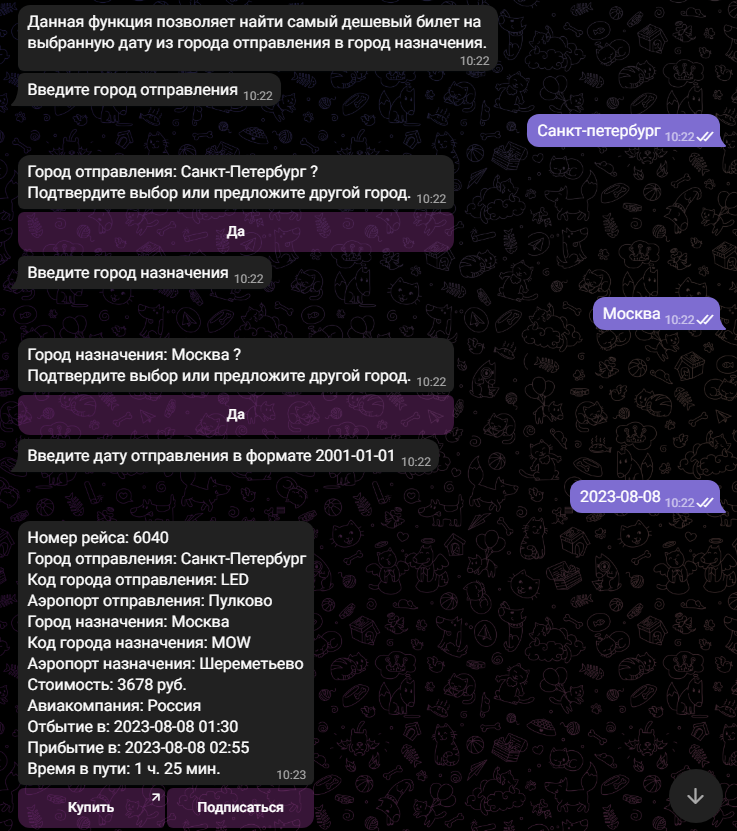 Данная функция позволяет найти самый дешевый билет на
выбранную дату из города отправления в город назначения.
10:22
Введите город отправления 10:22
Санкт-петербург 10:22
Город отправления: Санкт-Петербург ?
Подтвердите выбор или предложите другой город. 10:22
Да
Введите город назначения 10:22
Москва 10:22
Город назначения: Москва ?
Подтвердите выбор или предложите другой город. 10:22
Да
Введите дату отправления в формате 2001-01-01 10:22
2023-08-08 10:22
Номер рейса: 6040
Город отправления: Санкт-Петербург
Код города отправления: LED
Аэропорт отправления: Пулково
Город назначения: Москва
Код города назначения: MOW
Аэропорт назначения: Шереметьево
Стоимость: 3678 руб.
Авиакомпания: Россия
Отбытие в: 2023-08-08 01:30
Прибытие в: 2023-08-08 02:55
Время в пути: 1 ч. 25 мин. 10:23
Купить Подписаться